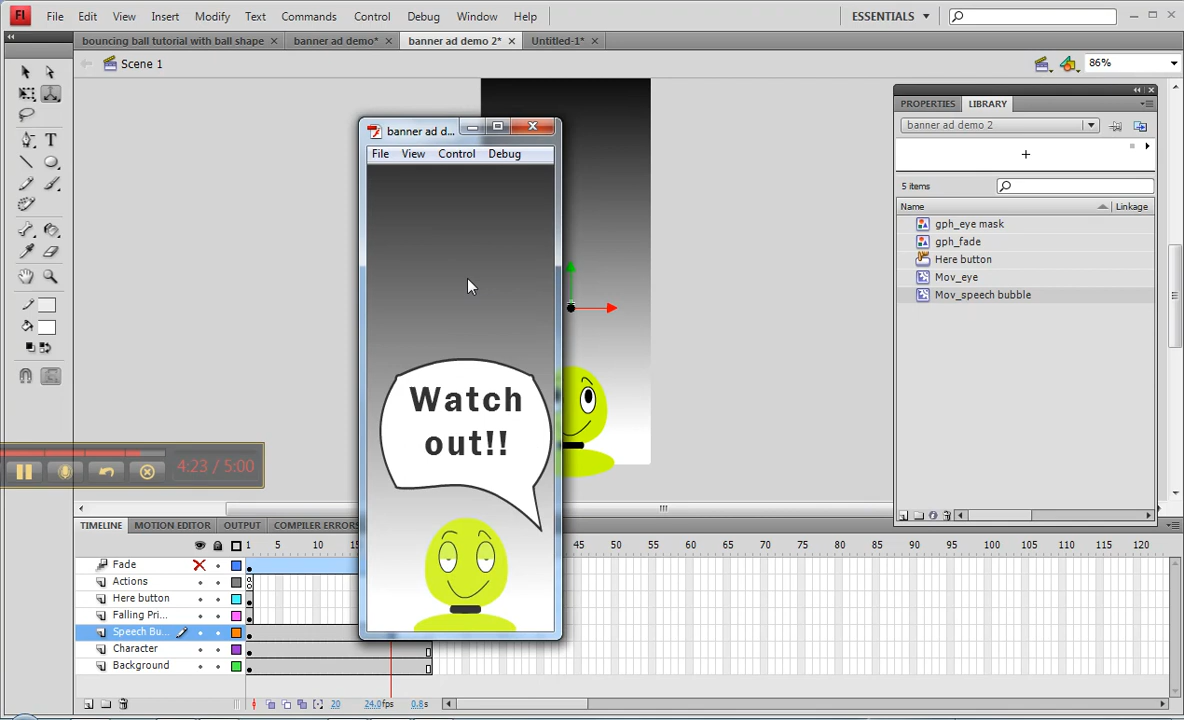 Fl File Edit View Insert Modify Text Commands Control Debug Window Help ESSENTIALS
bouncing ball tutorial with ball shape banner ad demo* banner ad demo 2* Untitled-1*
Scene 1 86%
PROPERTIES LIBRARY
banner ad demo 2
5 items
Name Linkage
gph_eye mask
gph_fade
Here button
Mov_eye
Mov_speech bubble
banner ad d...
File View Control Debug
Watch
out!!
4:23 / 5:00
TIMELINE MOTION EDITOR OUTPUT COMPILER ERRORS
1 5 10 15 45 50 55 60 65 70 75 80 85 90 95 100 105 110 115 120
Fade
Actions
Here button
Falling Pri...
Speech Bu...
Character
Background
20 24.0fps 0.8s